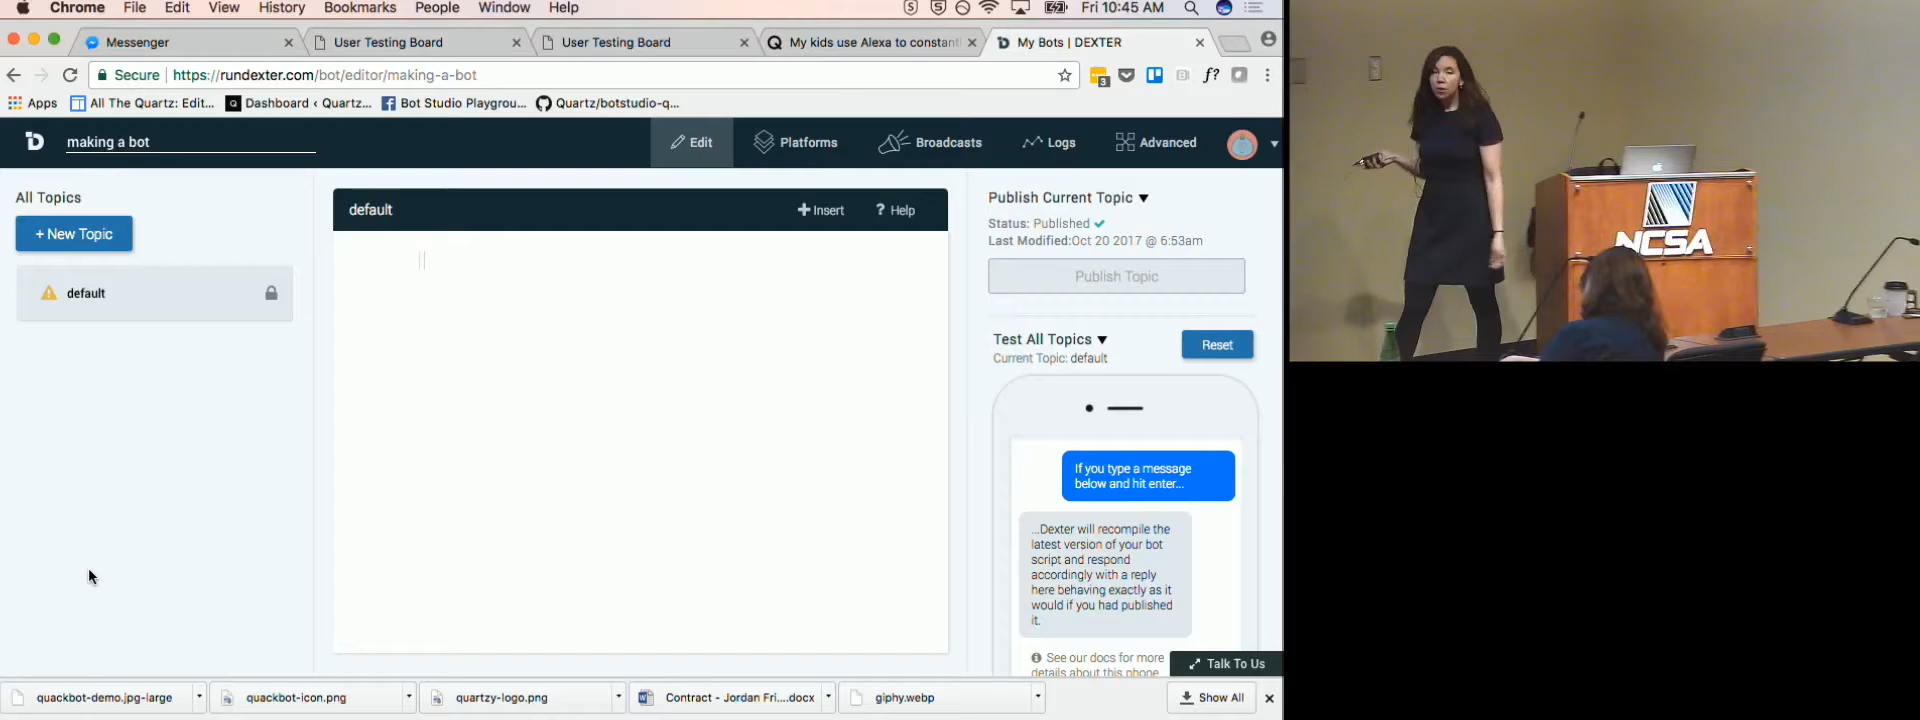 Chrome File Edit View History Bookmarks People Window Help Fri 10:45 AM
Messenger User Testing Board User Testing Board My kids use Alexa to constant My Bots | DEXTER
Secure https://rundexter.com/bot/editor/making-a-bot 3 f?
Apps All The Quartz: Edit... Dashboard ‹ Quartz... Bot Studio Playgrou... Quartz/botstudio-q...
making a bot Edit Platforms Broadcasts Logs Advanced
All Topics
+ New Topic
default
default + Insert ? Help
Publish Current Topic
Status: Published
Last Modified:Oct 20 2017 @ 6:53am
Publish Topic
Test All Topics
Current Topic: default
Reset
If you type a message
below and hit enter...
...Dexter will recompile the
latest version of your bot
script and respond
accordingly with a reply
here behaving exactly as it
would if you had published
it.
See our docs for more
details about this phone
Talk To Us
quackbot-demo.jpg-large quackbot-icon.png quartzy-logo.png Contract - Jordan Fri....docx giphy.webp Show All
NCSA